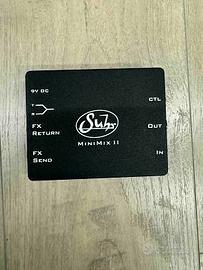 9V DC
T
R
FX
RETURN
FX
SEND
CTL
OUT
IN
Suhr
MINIMIX II